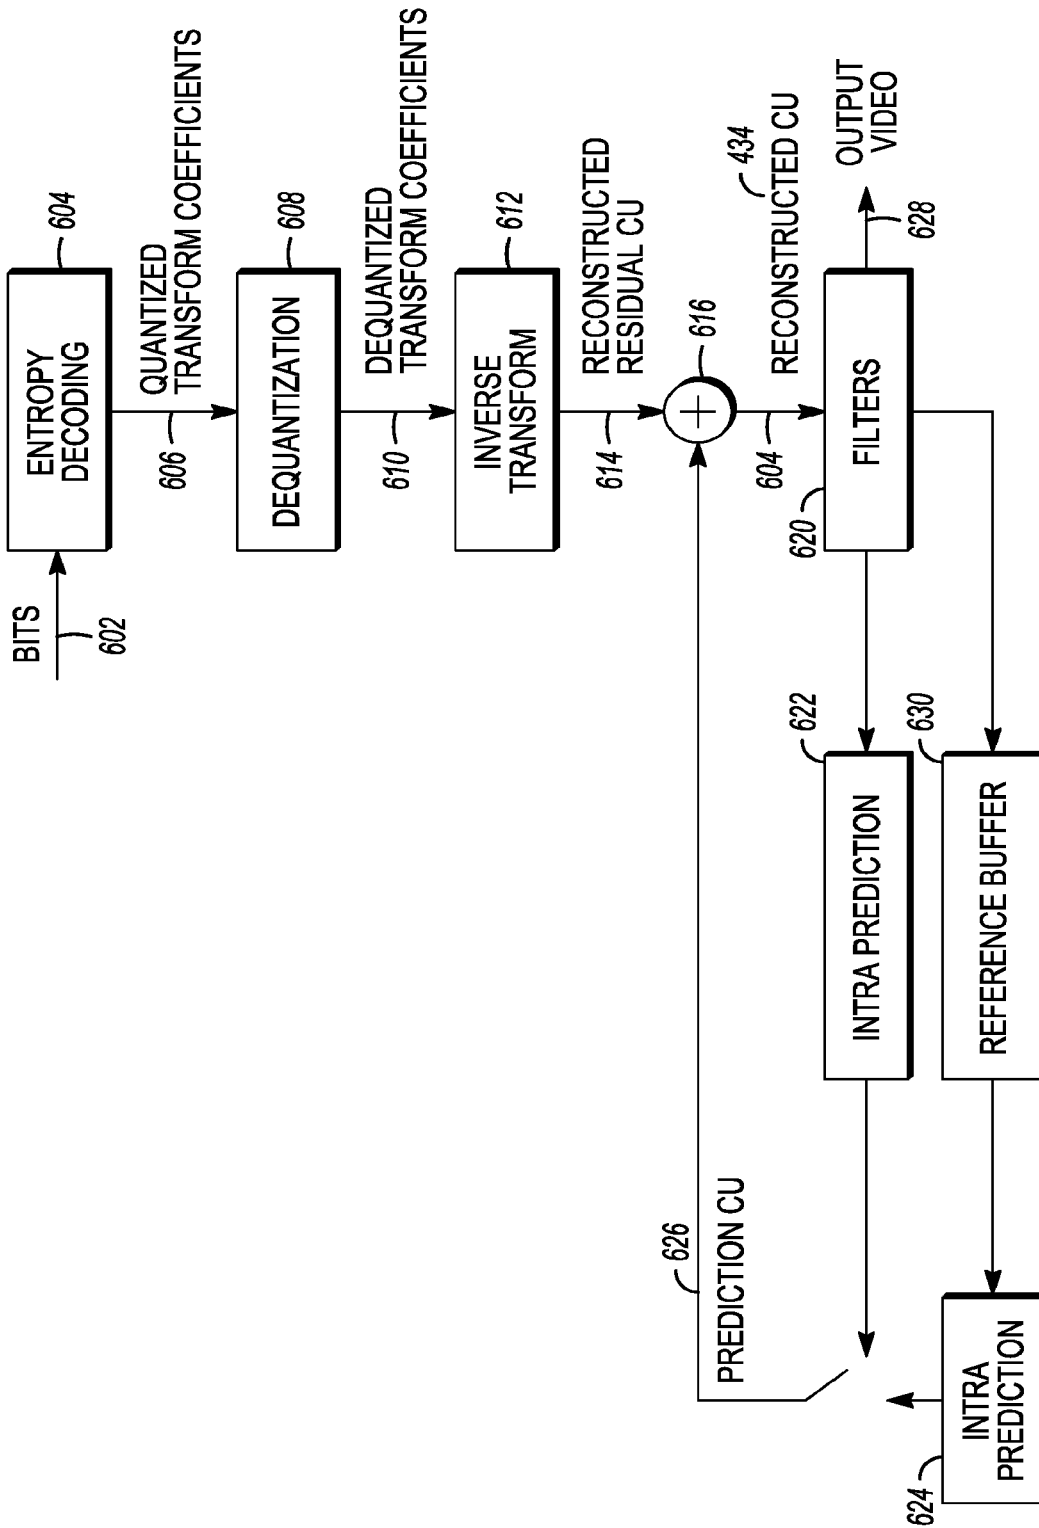 BITS
602
ENTROPY
DECODING
604
QUANTIZED
TRANSFORM COEFFICIENTS
606
DEQUANTIZATION
608
DEQUANTIZED
TRANSFORM COEFFICIENTS
610
INVERSE
TRANSFORM
612
RECONSTRUCTED
RESIDUAL CU
614
616
626
PREDICTION CU
434
RECONSTRUCTED CU
604
FILTERS
620
OUTPUT
VIDEO
628
INTRA PREDICTION
622
REFERENCE BUFFER
630
INTRA
PREDICTION
624